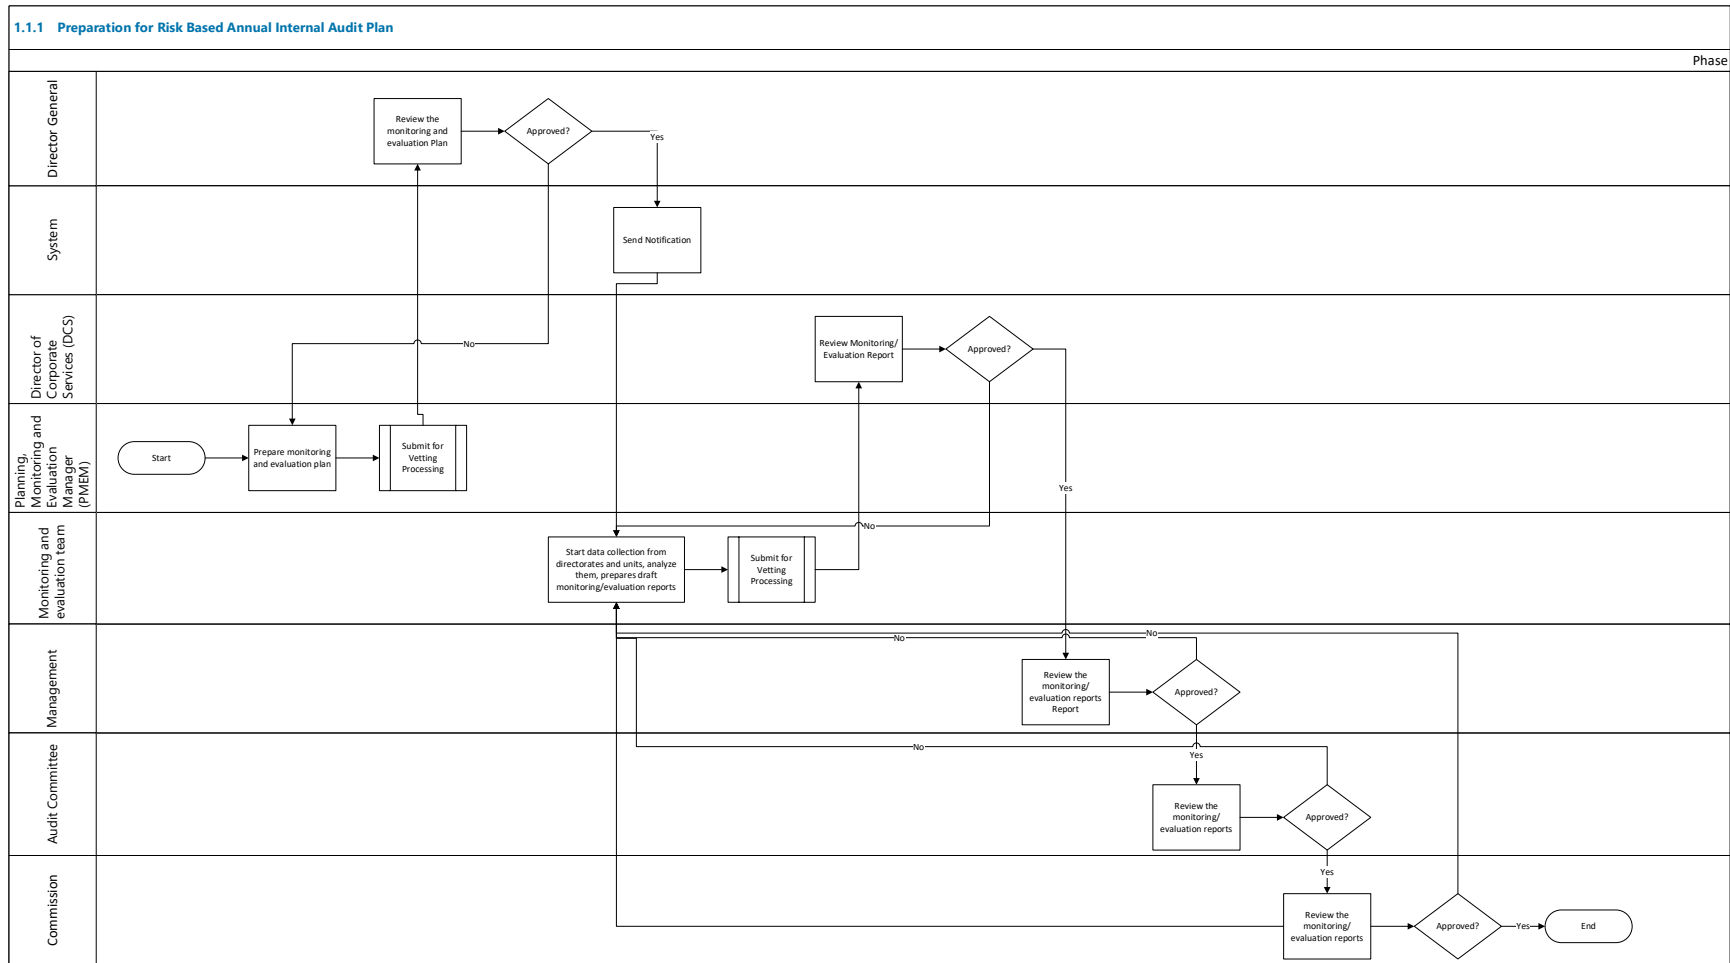 1.1.1 Preparation for Risk Based Annual Internal Audit Plan
Phase
Director General
Review the
monitoring and
evaluation Plan
Approved?
Yes
System
Send Notification
Director of
Corporate
Services (DCS)
No
Review Monitoring/
Evaluation Report
Approved?
Planning,
Monitoring and
Evaluation
Manager
(PMEM)
Start
Prepare monitoring
and evaluation plan
Submit for
Vetting
Processing
Yes
Monitoring and
evaluation team
No
Start data collection from
directorates and units, analyze
them, prepares draft
monitoring/evaluation reports
Submit for
Vetting
Processing
Management
No
No
Review the
monitoring/
evaluation reports
Report
Approved?
Audit Committee
No
Yes
Review the
monitoring/
evaluation reports
Approved?
Commission
Yes
Review the
monitoring/
evaluation reports
Approved?
Yes
End